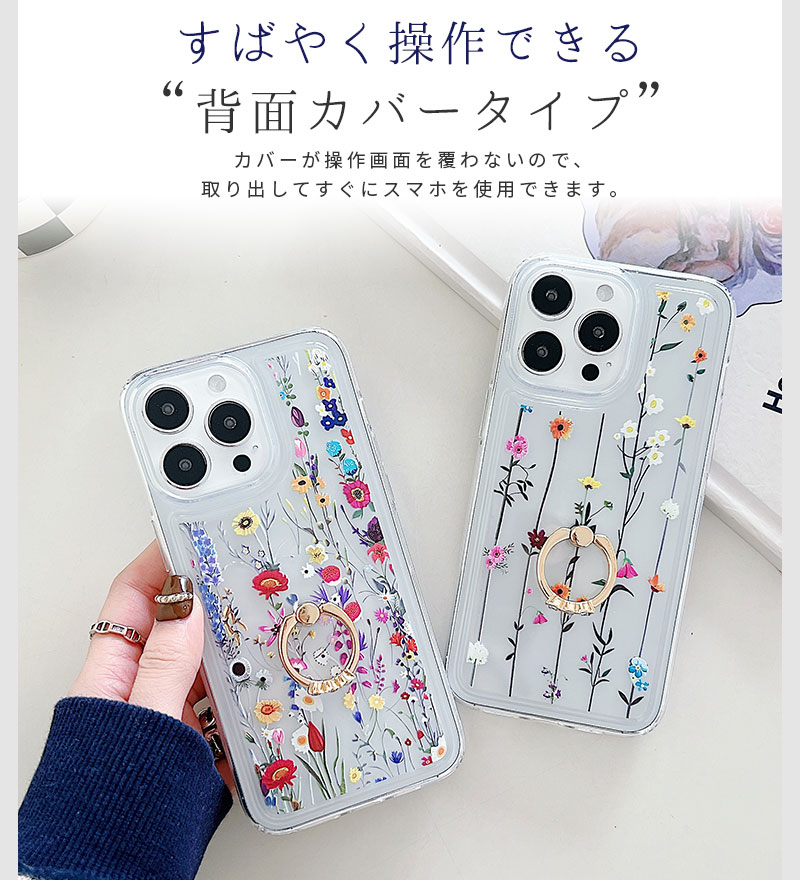 すばやく操作できる
“背面カバータイプ”
カバーが操作画面を覆わないので、
取り出してすぐにスマホを使用できます。